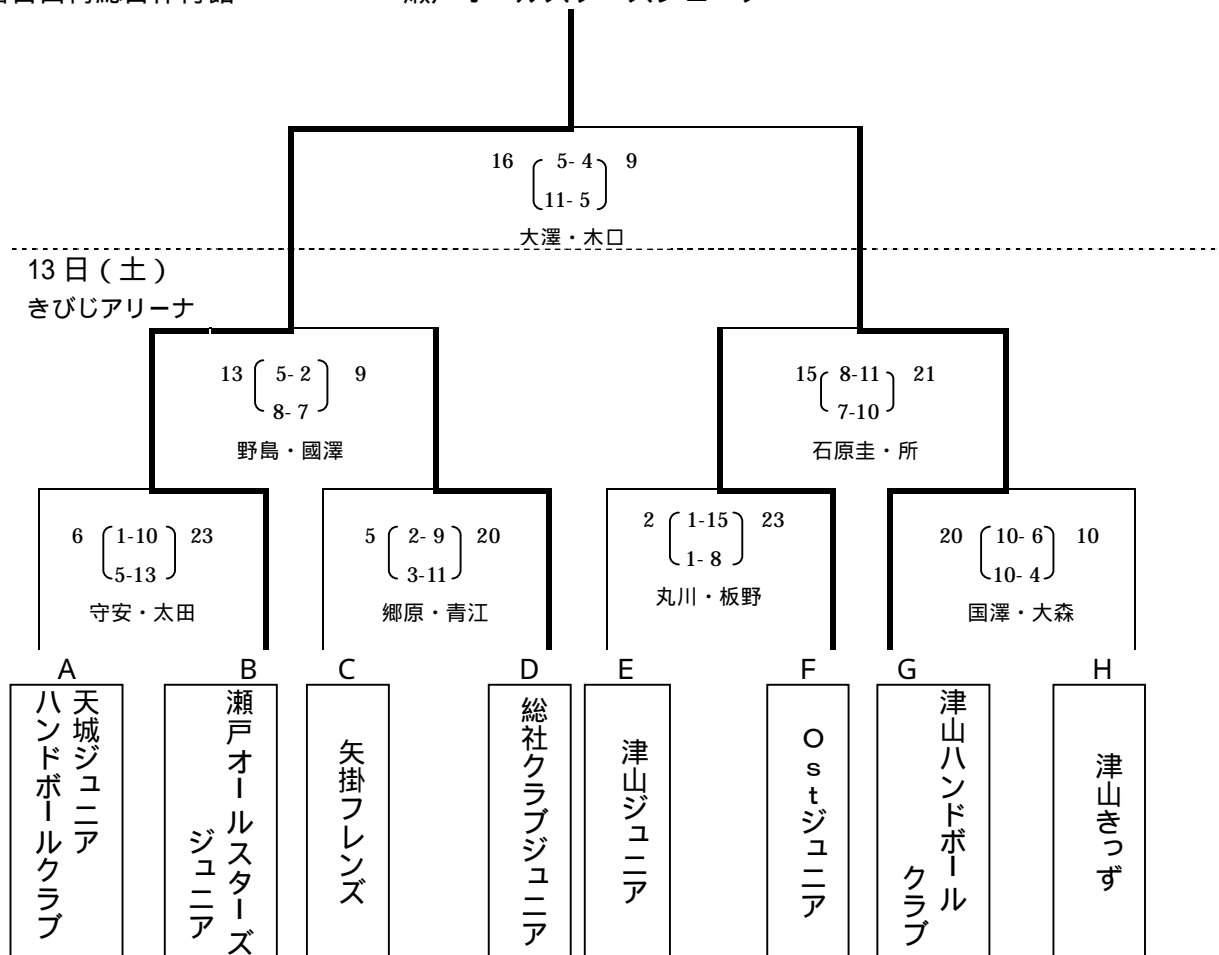 16 5- 4 9
11- 5
大澤・木口
13日（土）
きびじアリーナ
13 5- 2 9
8- 7
野島・國澤
15 8-11 21
7-10
石原圭・所
6 1-10 23
5-13
守安・太田
5 2- 9 20
3-11
郷原・青江
2 1-15 23
1- 8
丸川・板野
20 10- 6 10
10- 4
国澤・大森
A B C D E F G H
天城ジュニア
ハンドボールクラブ
瀬戸オールスターズ
ジュニア
矢掛フレンズ
総社クラブジュニア
津山ジュニア
Ostジュニア
津山ハンドボール
クラブ
津山きっず